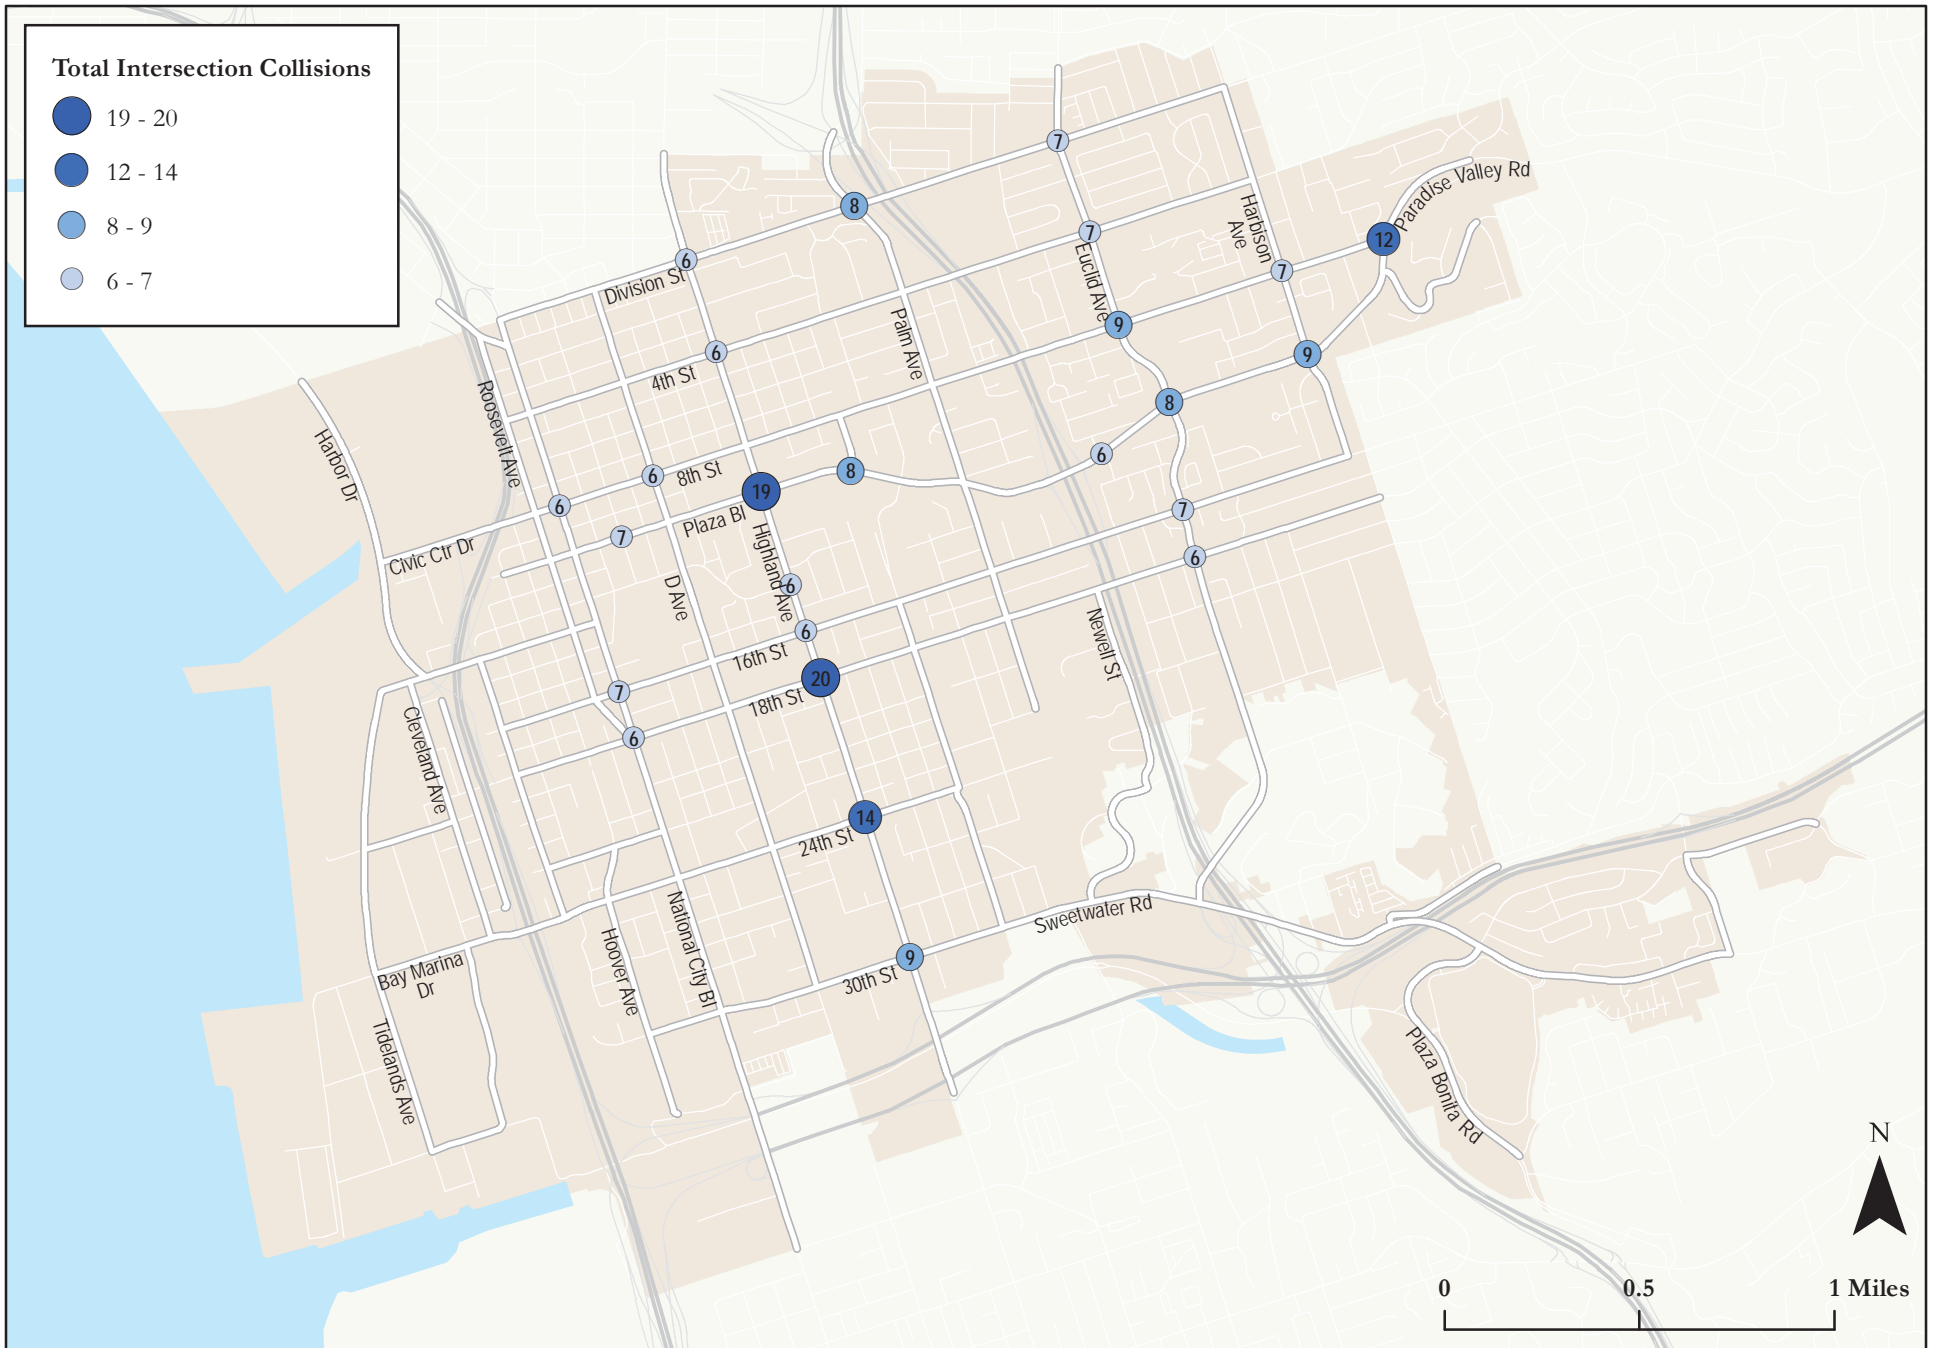 Total Intersection Collisions
19 - 20
12 - 14
8 - 9
6 - 7
7
Paradise Valley Rd
8
Harbison
Ave
7
12
6
Division St
Euclid Ave
7
9
Palm Ave
6
4th St
9
Roosevelt Ave
8
Harbor Dr
6
8th St
8
6
19
6
7
Plaza Bl
7
Civic Ctr Dr
Highland Ave
6
D Ave
6
6
16th St
Newell St
20
18th St
7
6
Cleveland Ave
14
24th St
National City Bl
Sweetwater Rd
Hoover Ave
9
30th St
Bay Marina
Dr
Tidelands Ave
Plaza Bonita Rd
N
0
0.5
1 Miles